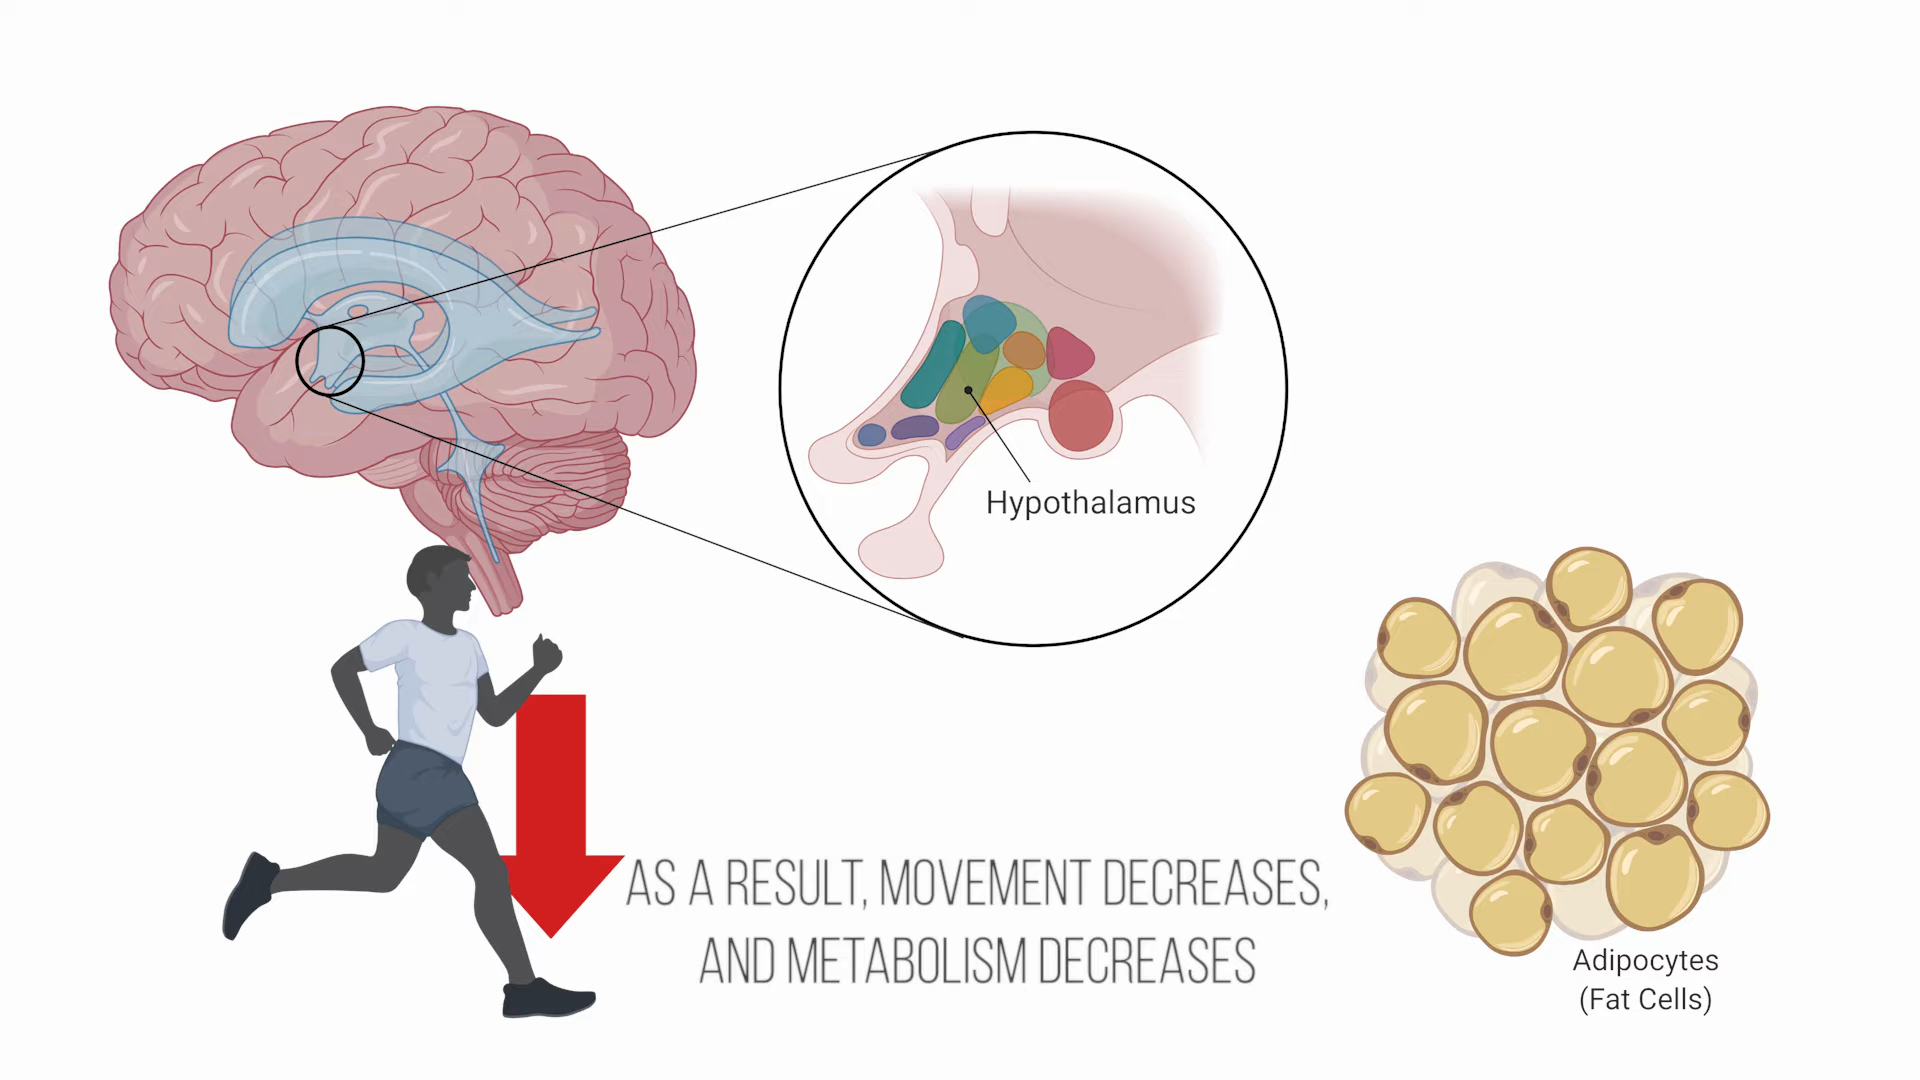 Hypothalamus
AS A RESULT, MOVEMENT DECREASES,
AND METABOLISM DECREASES
Adipocytes
(Fat Cells)